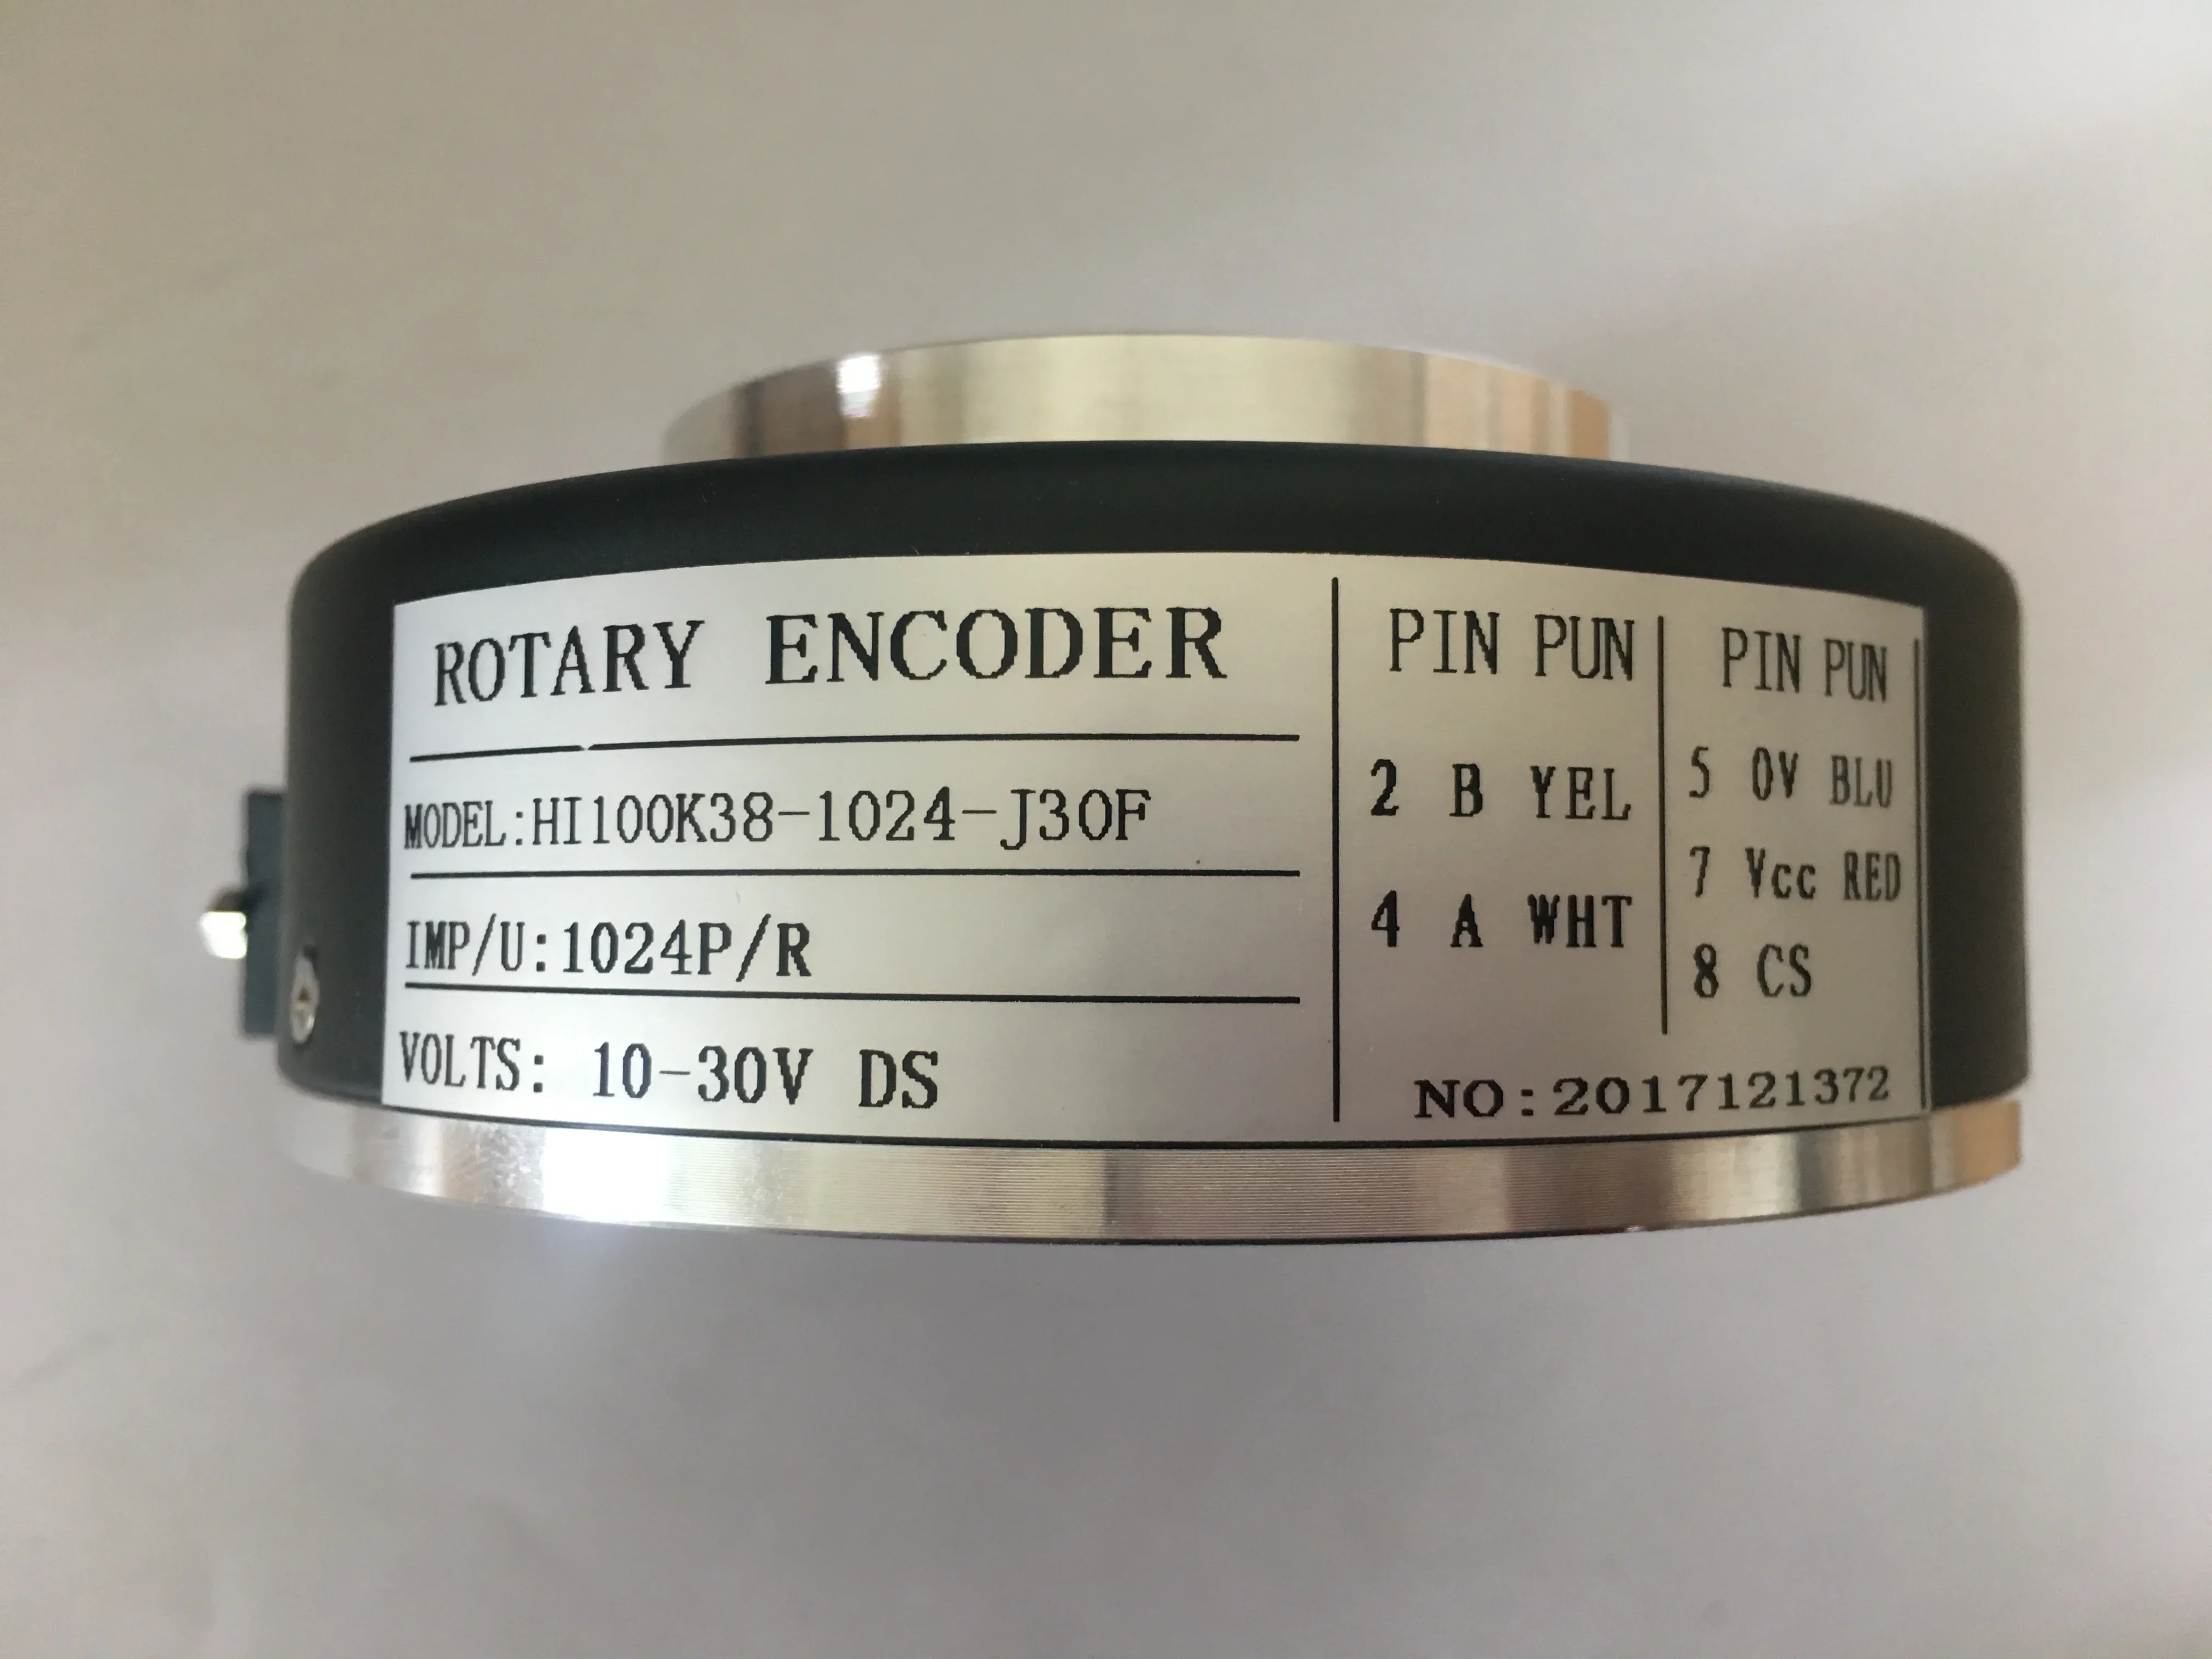 ROTARY ENCODER
MODEL:HI100K38-1024-J30F
IMP/U:1024P/R
VOLTS: 10-30V DS
PIN PUN
2 B YEL
4 A WHT
PIN PUN
5 0V BLU
7 Vcc RED
8 CS
NO:2017121372